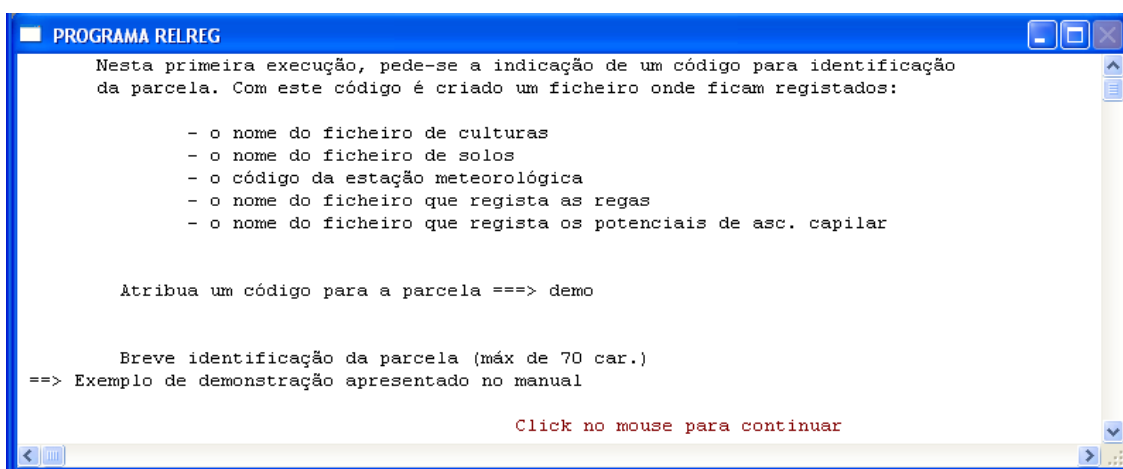 PROGRAMA RELREG
Nesta primeira execução, pede-se a indicação de um código para identificação
da parcela. Com este código é criado um ficheiro onde ficam registados:
- o nome do ficheiro de culturas
- o nome do ficheiro de solos
- o código da estação meteorológica
- o nome do ficheiro que regista as regas
- o nome do ficheiro que regista os potenciais de asc. capilar
Atribua um código para a parcela ===> demo
Breve identificação da parcela (máx de 70 car.)
==> Exemplo de demonstração apresentado no manual
Click no mouse para continuar